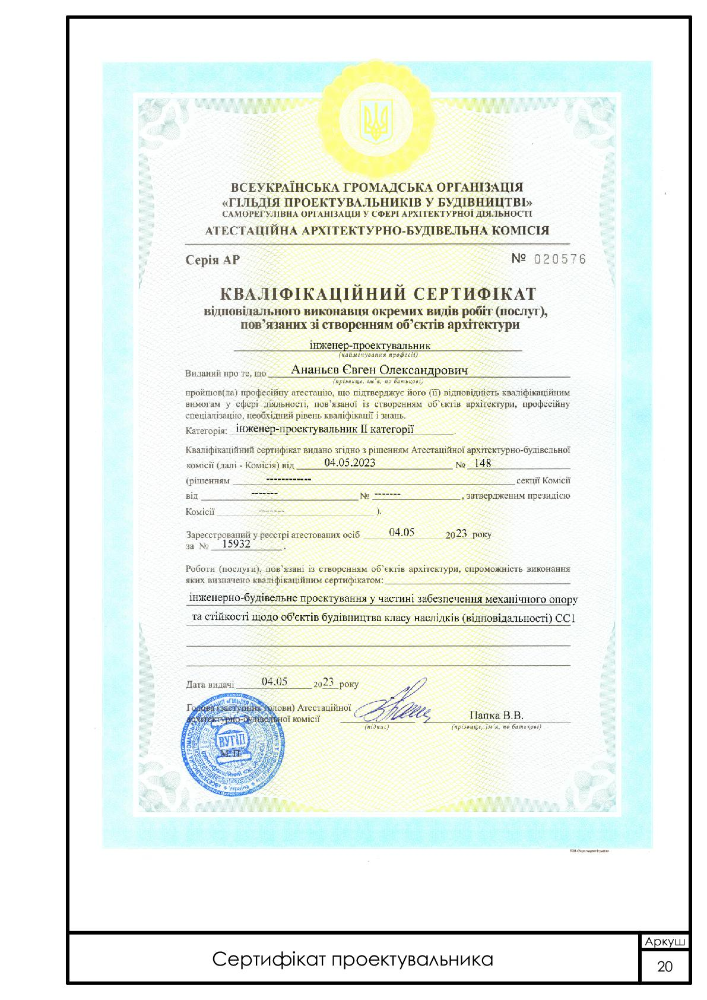 ВСЕУКРАЇНСЬКА ГРОМАДСЬКА ОРГАНІЗАЦІЯ
«ГІЛЬДІЯ ПРОЕКТУВАЛЬНИКІВ У БУДІВНИЦТВІ»
САМОРЕГУЛІВНА ОРГАНІЗАЦІЯ У СФЕРІ АРХІТЕКТУРНОЇ ДІЯЛЬНОСТІ
АТЕСТАЦІЙНА АРХІТЕКТУРНО-БУДІВЕЛЬНА КОМІСІЯ
Серія АР № 020576
КВАЛІФІКАЦІЙНИЙ СЕРТИФІКАТ
відповідального виконавця окремих видів робіт (послуг),
пов’язаних зі створенням об’єктів архітектури
інженер-проектувальник
(найменування професії)
Виданий про те, що Ананьєв Євген Олександрович
(прізвище, ім’я, по батькові)
пройшов(ла) професійну атестацію, що підтверджує його (її) відповідність кваліфікаційним
вимогам у сфері діяльності, пов’язаної із створенням об’єктів архітектури, професійну
спеціалізацію, необхідний рівень кваліфікації і знань.
Категорія: інженер-проектувальник II категорії.
Кваліфікаційний сертифікат видано згідно з рішенням Атестаційної архітектурно-будівельної
комісії (далі - Комісія) від 04.05.2023 № 148
(рішенням ------------ секції Комісії
від ------- № -------, затвердженим президією
Комісії ------- ).
Зареєстрований у реєстрі атестованих осіб 04.05 2023 року
за № 15932 .
Роботи (послуги), пов’язані із створенням об’єктів архітектури, спроможність виконання
яких визначено кваліфікаційним сертифікатом:
інженерно-будівельне проектування у частині забезпечення механічного опору
та стійкості щодо об'єктів будівництва класу наслідків (відповідальності) СС1
Дата видачі 04.05 2023 року
Голова (заступник голови) Атестаційної
архітектурно-будівельної комісії Папка В.В.
(підпис) (прізвище, ім’я, по батькові)
ВУГІП
М. П.
Україна
ТОВ «Укрспецполіграфія»
Сертифікат проектувальника
Аркуш
20